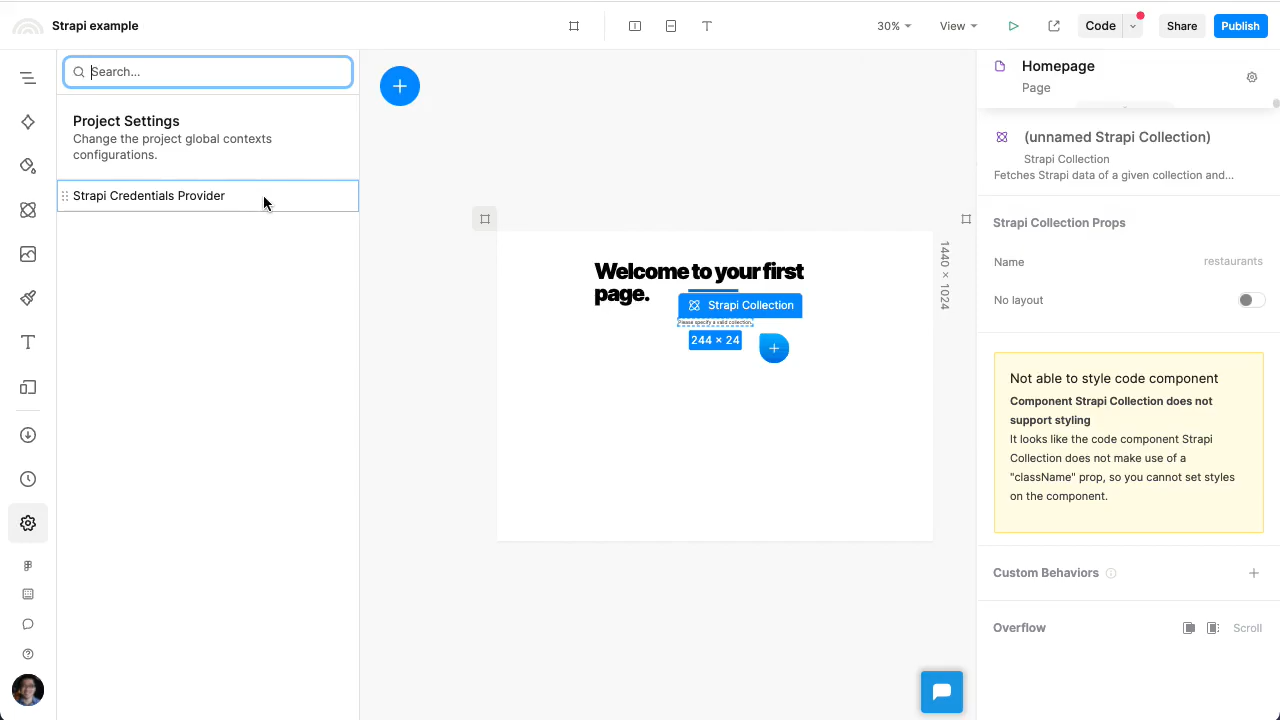 Strapi example
30%
View
Code
Share
Publish
Search...
Project Settings
Change the project global contexts
configurations.
Strapi Credentials Provider
Welcome to your first
page.
Strapi Collection
Please specify a valid collection.
244 × 24
1440 × 1024
Homepage
Page
(unnamed Strapi Collection)
Strapi Collection
Fetches Strapi data of a given collection and...
Strapi Collection Props
Name
restaurants
No layout
Not able to style code component
Component Strapi Collection does not
support styling
It looks like the code component Strapi
Collection does not make use of a
"className" prop, so you cannot set styles
on the component.
Custom Behaviors
Overflow
Scroll